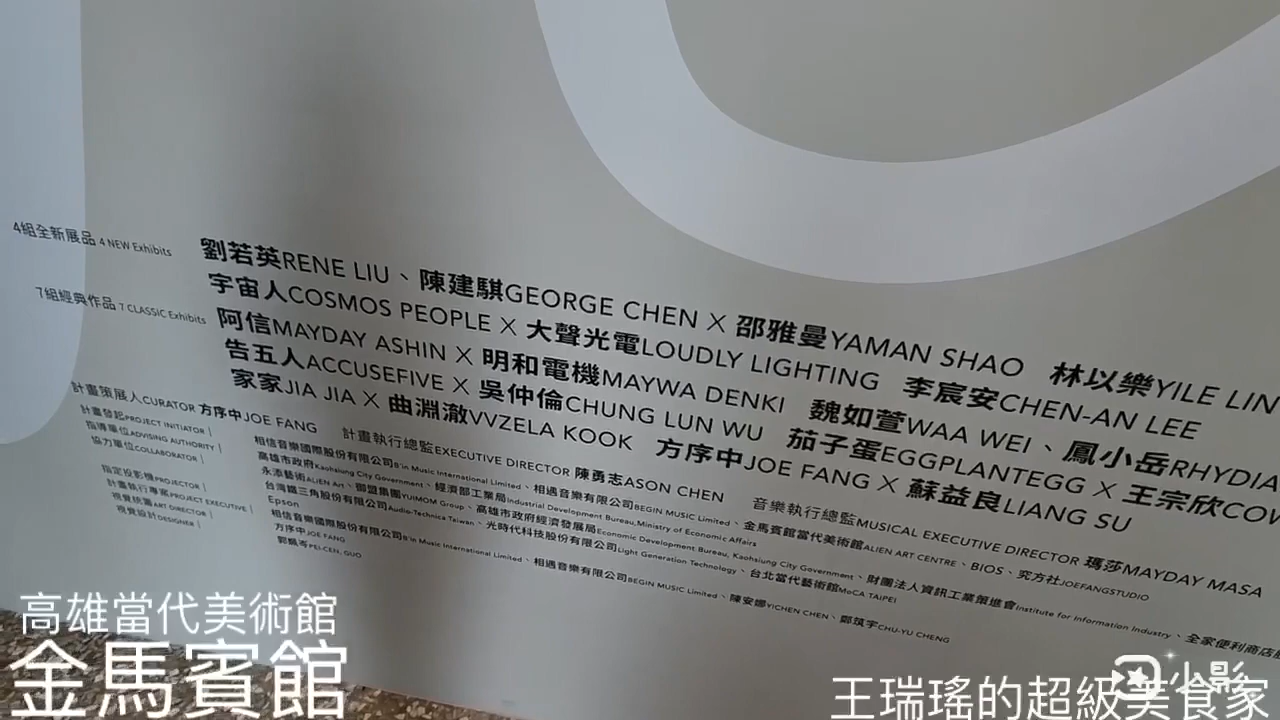 4組全新展品 4 NEW Exhibits
劉若英RENE LIU、陳建騏GEORGE CHEN X 邵雅曼YAMAN SHAO 林以樂YILE LIN
宇宙人COSMOS PEOPLE X 大聲光電LOUDLY LIGHTING 李宸安CHEN-AN LEE
7組經典作品 7 CLASSIC Exhibits
阿信MAYDAY ASHIN X 明和電機MAYWA DENKI 魏如萱WAA WEI、鳳小岳RHYDIA
告五人ACCUSEFIVE X 吳仲倫CHUNG LUN WU 茄子蛋EGGPLANTEGG X 王宗欣COW
家家JIA JIA X 曲淵澈VVZELA KOOK 方序中JOE FANG X 蘇益良LIANG SU
計畫策展人CURATOR 方序中JOE FANG 計畫執行總監EXECUTIVE DIRECTOR 陳勇志ASON CHEN 音樂執行總監MUSICAL EXECUTIVE DIRECTOR 瑪莎MAYDAY MASA
計畫發起PROJECT INITIATOR | 相信音樂國際股份有限公司B'in Music International Limited、相遇音樂有限公司BEGIN MUSIC Limited、金馬賓館當代美術館ALIEN ART CENTRE、BIOS、究方社JOEFANGSTUDIO
指導單位ADVISING AUTHORITY | 高雄市政府Kaohsiung City Government、經濟部工業局Industrial Development Bureau, Ministry of Economic Affairs
協力單位COLLABORATOR | 永添藝術ALIEN Art、御盟集團YUIMOM Group、高雄市政府經濟發展局Economic Development Bureau, Kaohsiung City Government、財團法人資訊工業策進會Institute for Information Industry、全家便利商店
台灣鐵三角股份有限公司Audio-Technica Taiwan、光時代科技股份有限公司Light Generation Technology、台北當代藝術館MoCA TAIPEI
指定投影機PROJECTOR | Epson
計畫執行專案PROJECT EXECUTIVE | 相信音樂國際股份有限公司B'in Music International Limited、相遇音樂有限公司BEGIN MUSIC Limited、陳安娜YICHEN CHEN、鄭筑宇CHU-YU CHENG
視覺統籌ART DIRECTOR | 方序中JOE FANG
視覺設計DESIGNER | 郭佩岑PEI-CEN, GUO
高雄當代美術館
金馬賓館
小影
王瑞瑤的超級美食家